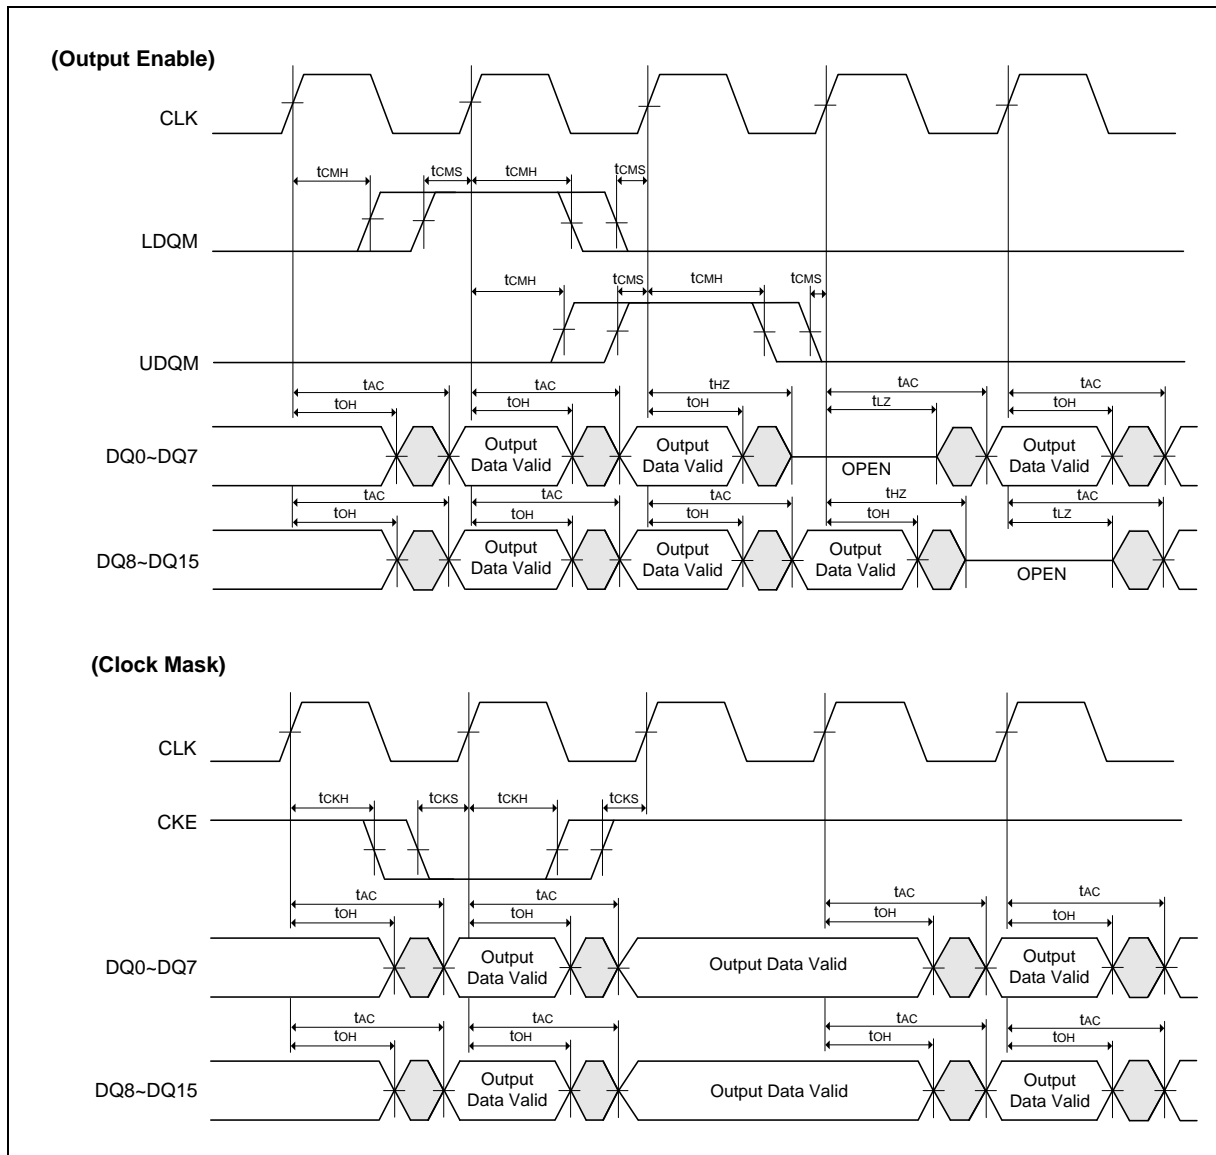 (Output Enable)
CLK
tCMH tCMS tCMH tCMS
LDQM
tCMH tCMS tCMH tCMS
UDQM
tAC tAC tHZ tAC tAC
tOH tOH tOH tLZ tOH
DQ0~DQ7
Output Data Valid
Output Data Valid
OPEN
Output Data Valid
tAC tAC tAC tHZ tAC
tOH tOH tOH tOH tLZ
DQ8~DQ15
Output Data Valid
Output Data Valid
Output Data Valid
OPEN
(Clock Mask)
CLK
tCKH tCKS tCKH tCKS
CKE
tAC tAC tAC tAC
tOH tOH tOH tOH
DQ0~DQ7
Output Data Valid
Output Data Valid
Output Data Valid
tAC tAC tAC tAC
tOH tOH tOH tOH
DQ8~DQ15
Output Data Valid
Output Data Valid
Output Data Valid